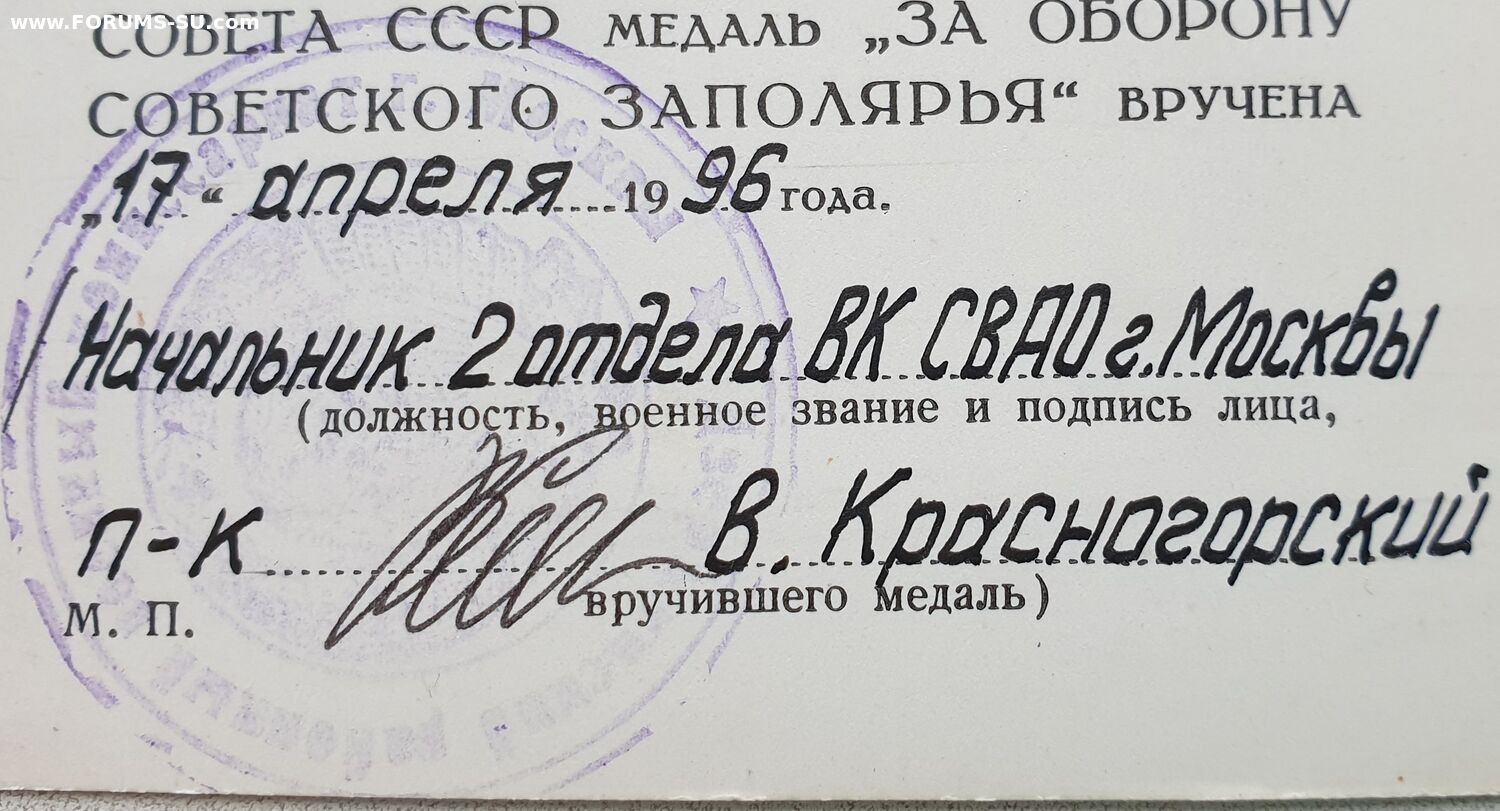 www.FORUMS-SU.com
СОВЕТА СССР МЕДАЛЬ „ЗА ОБОРОНУ
СОВЕТСКОГО ЗАПОЛЯРЬЯ“ ВРУЧЕНА
„17“ апреля 1996 года.
Начальник 2 отдела ВК СВАО г. Москвы
(должность, военное звание и подпись лица,
п-к В. Красногорский
вручившего медаль)
М. П.